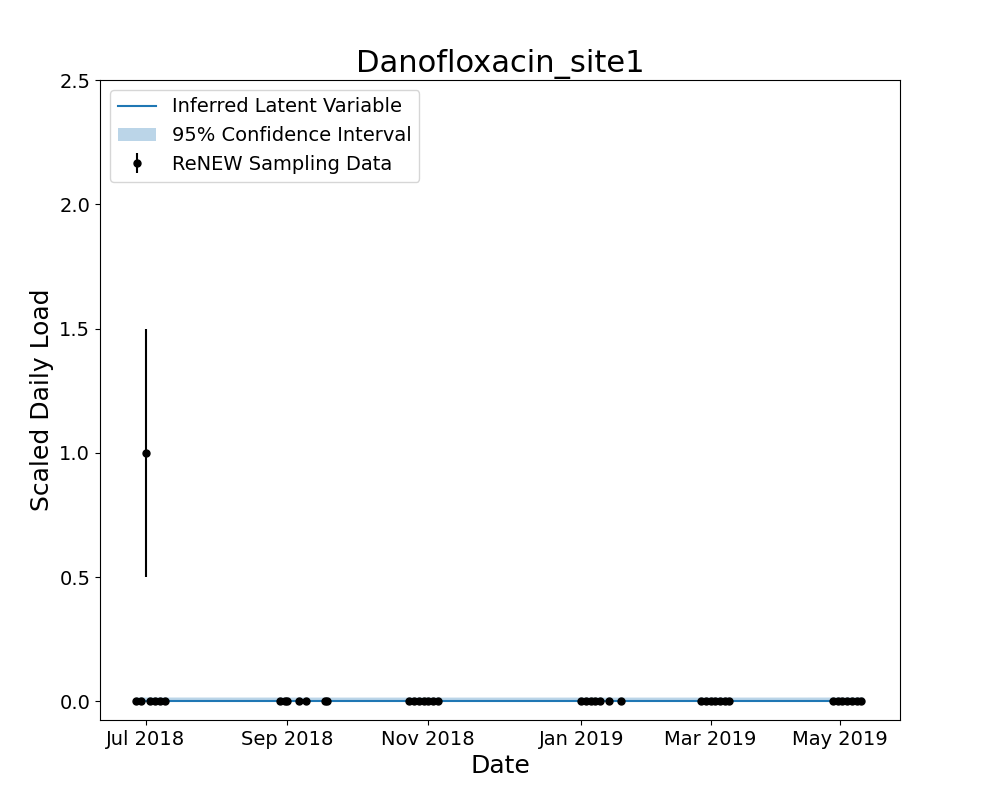 Danofloxacin_site1
2.5
2.0
1.5
1.0
0.5
0.0
Scaled Daily Load
Inferred Latent Variable
95% Confidence Interval
ReNEW Sampling Data
Jul 2018
Sep 2018
Nov 2018
Jan 2019
Mar 2019
May 2019
Date